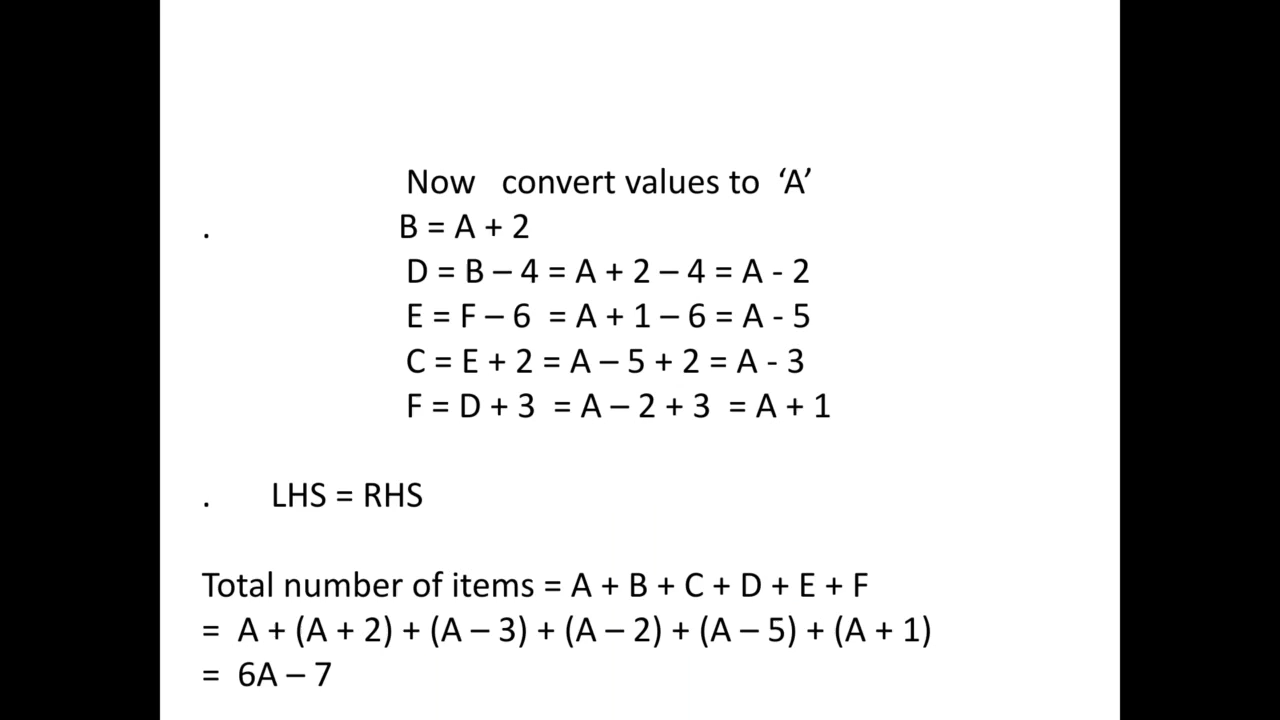 Now convert values to ‘A’
. B = A + 2
D = B – 4 = A + 2 – 4 = A - 2
E = F – 6 = A + 1 – 6 = A - 5
C = E + 2 = A – 5 + 2 = A - 3
F = D + 3 = A – 2 + 3 = A + 1
. LHS = RHS
Total number of items = A + B + C + D + E + F
= A + (A + 2) + (A – 3) + (A – 2) + (A – 5) + (A + 1)
= 6A – 7